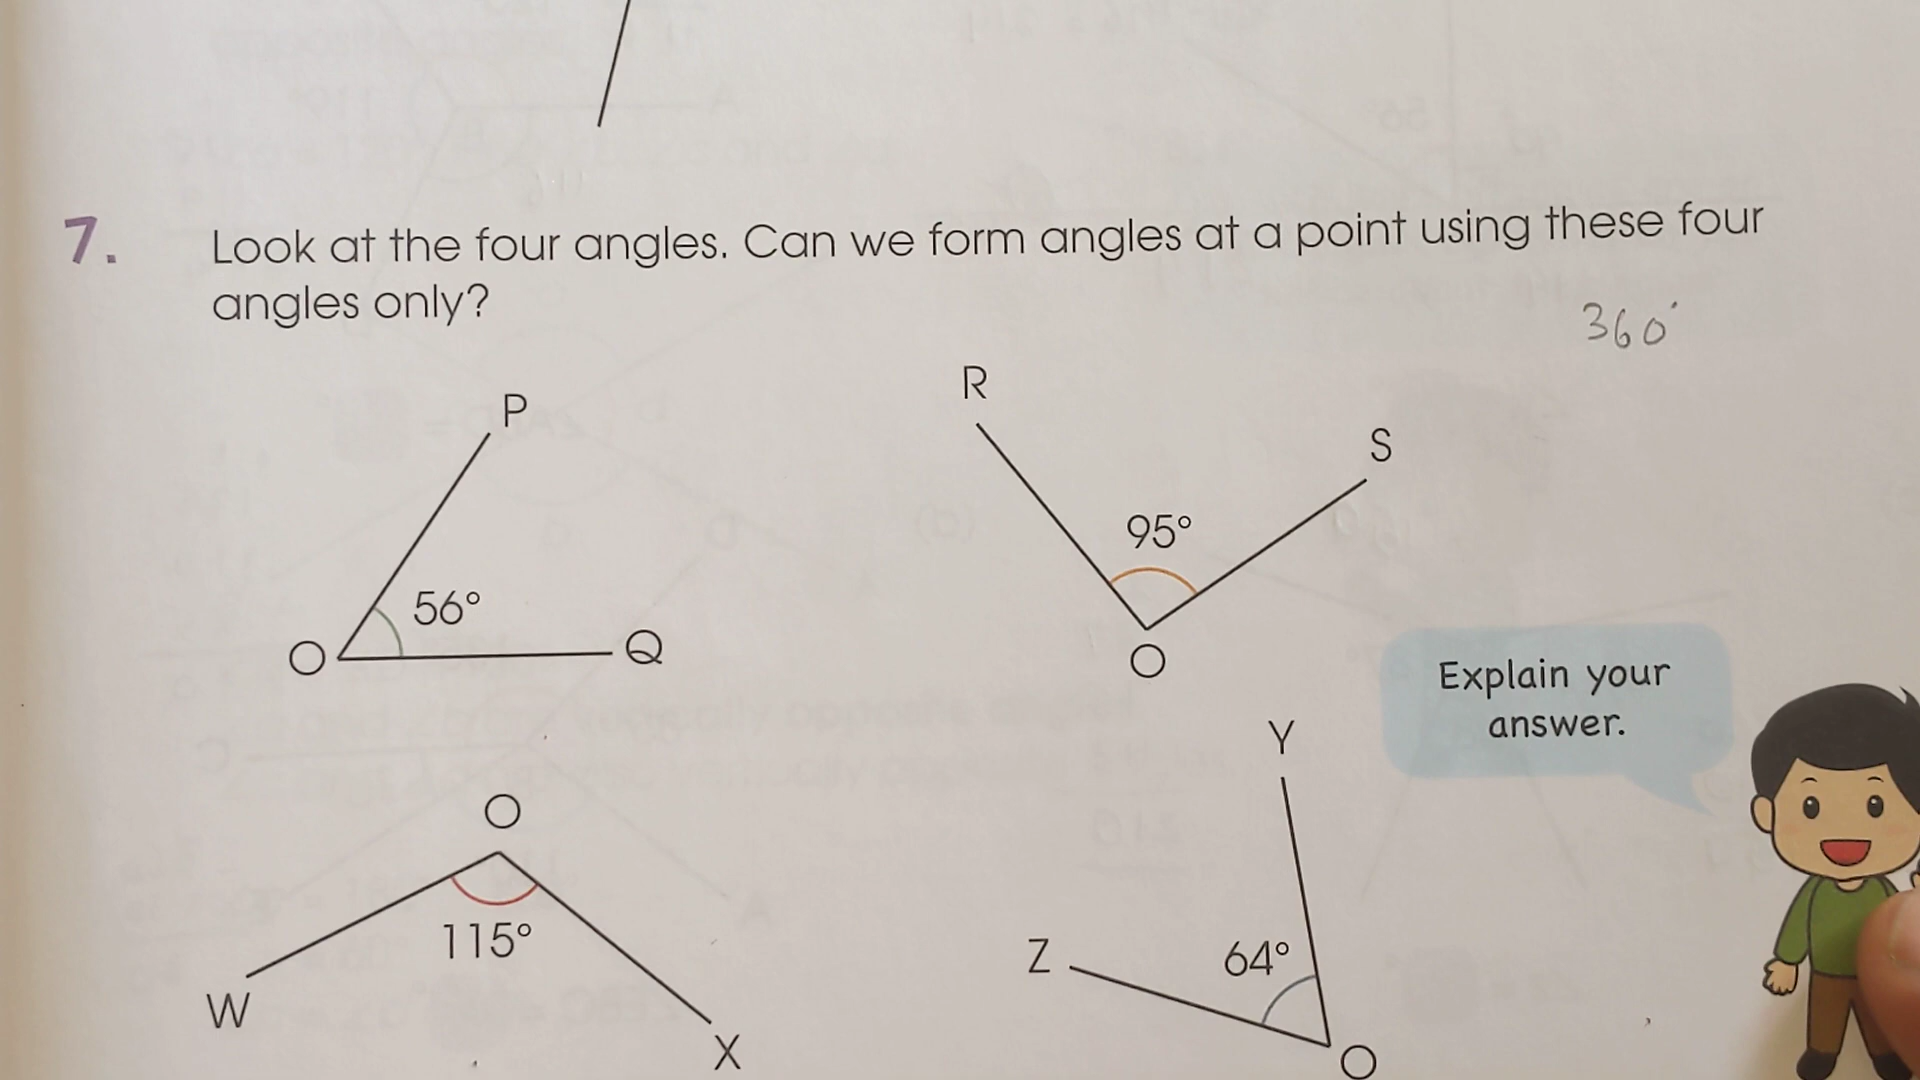 7. Look at the four angles. Can we form angles at a point using these four
angles only?
360°
P
56°
O
Q
R
S
95°
O
Explain your
answer.
O
115°
W
X
Y
Z
64°
O